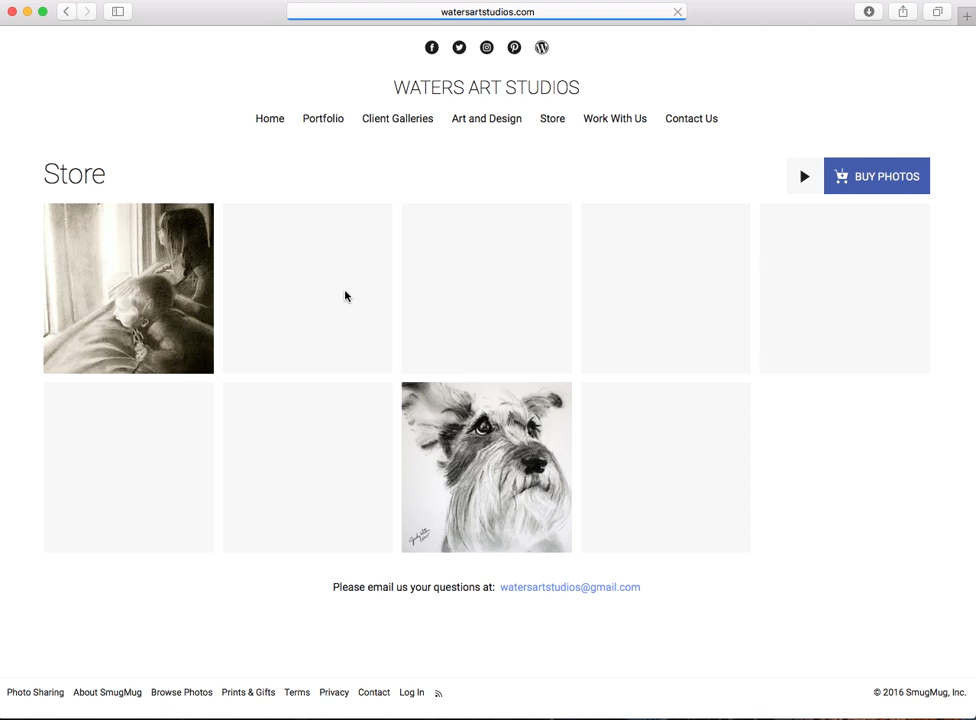 watersartstudios.com
WATERS ART STUDIOS
Home Portfolio Client Galleries Art and Design Store Work With Us Contact Us
Store
BUY PHOTOS
Please email us your questions at: watersartstudios@gmail.com
Photo Sharing About SmugMug Browse Photos Prints & Gifts Terms Privacy Contact Log In
© 2016 SmugMug, Inc.